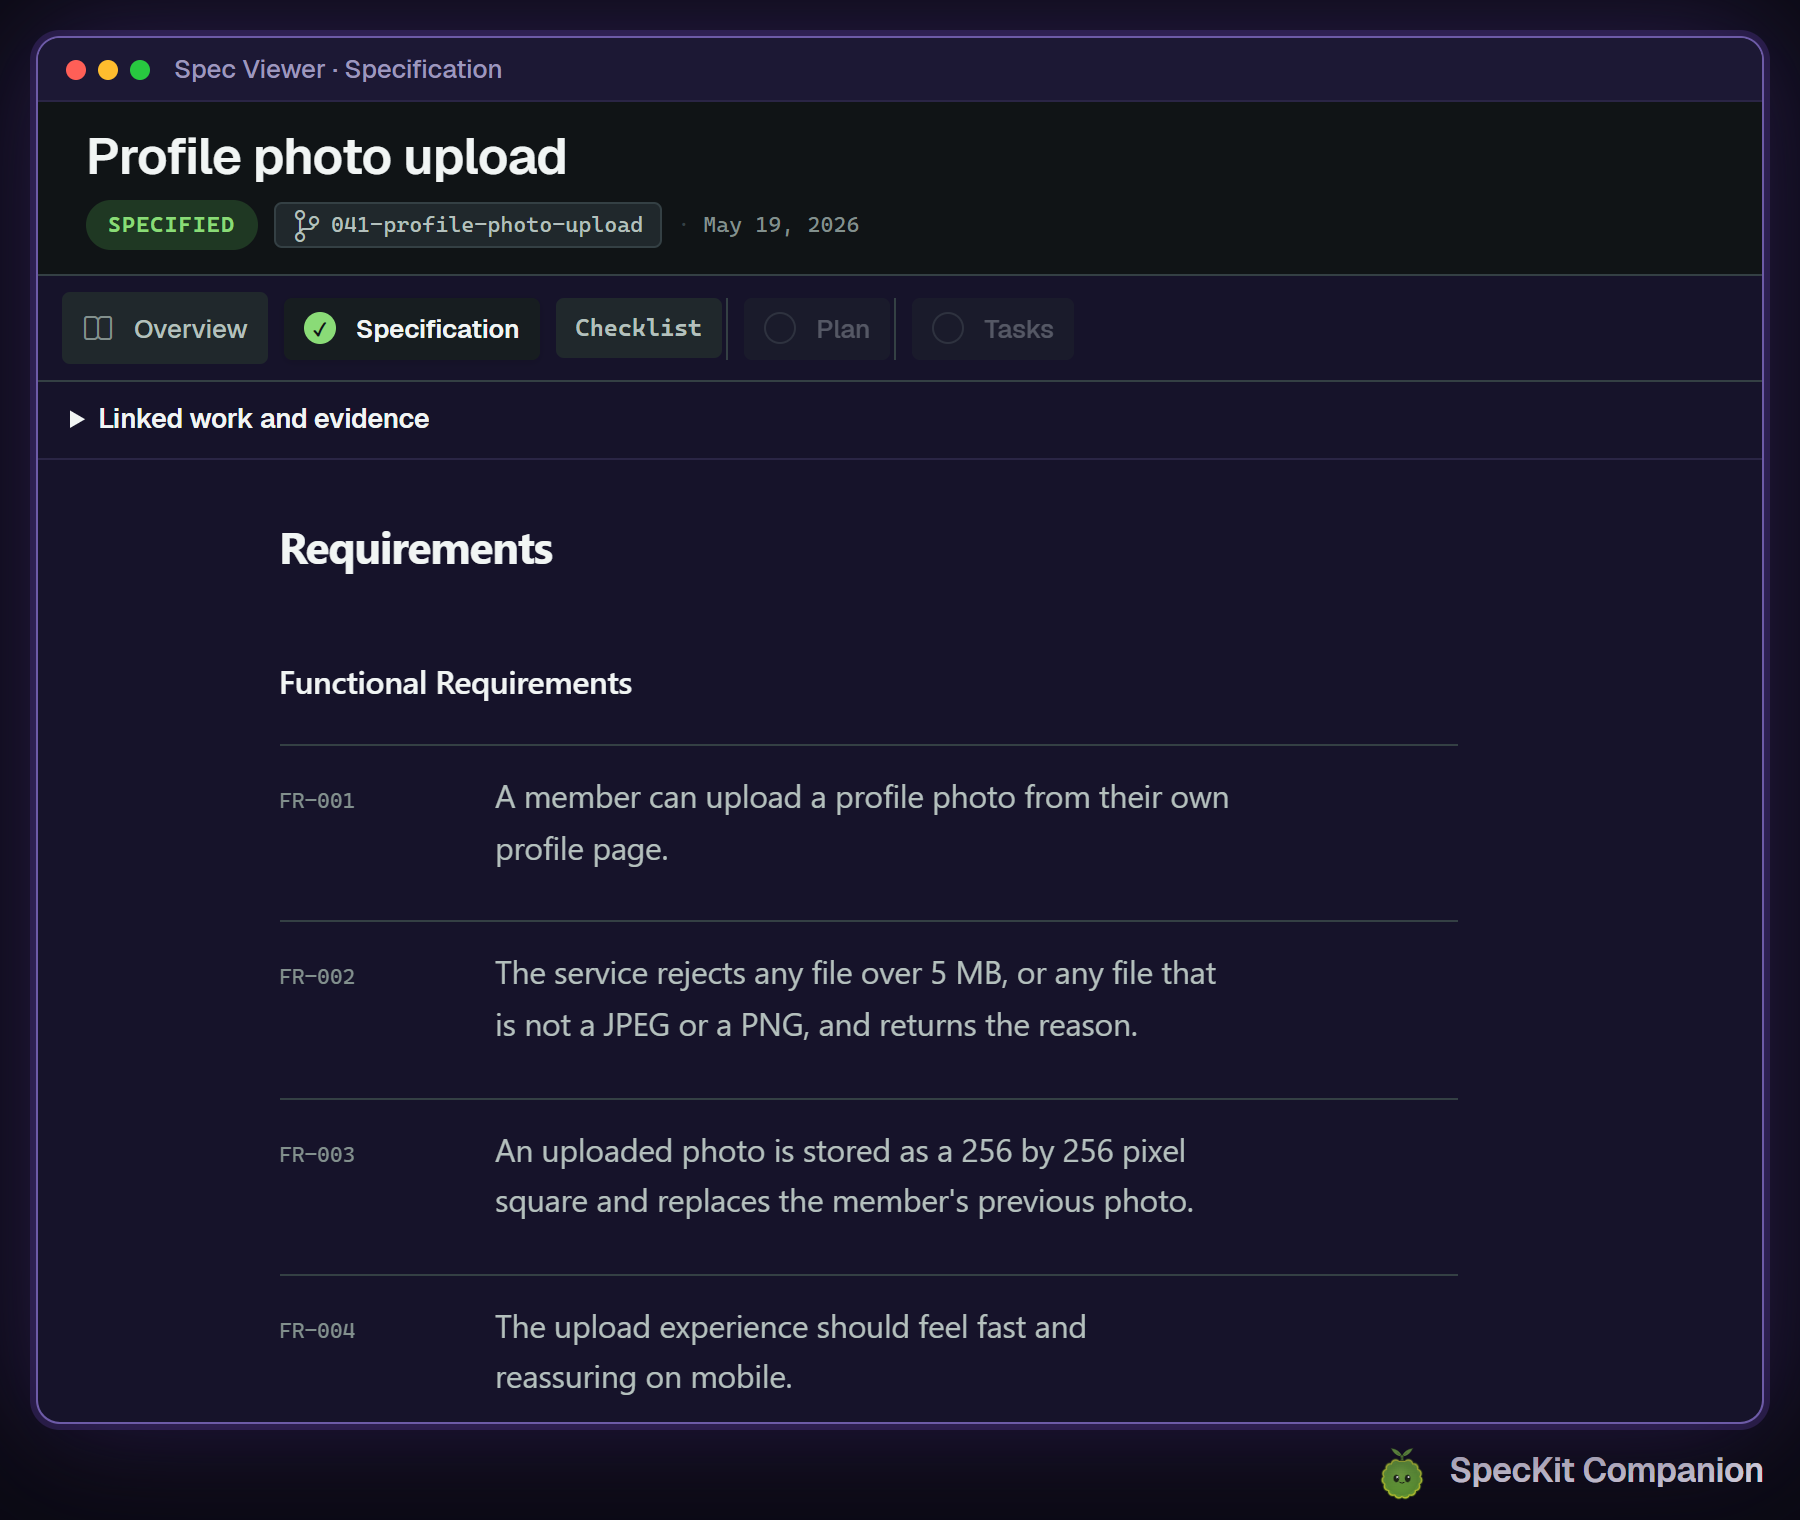 Spec Viewer · Specification
Profile photo upload
SPECIFIED
041-profile-photo-upload
· May 19, 2026
Overview
Specification
Checklist
Plan
Tasks
Linked work and evidence
Requirements
Functional Requirements
FR-001
A member can upload a profile photo from their own
profile page.
FR-002
The service rejects any file over 5 MB, or any file that
is not a JPEG or a PNG, and returns the reason.
FR-003
An uploaded photo is stored as a 256 by 256 pixel
square and replaces the member's previous photo.
FR-004
The upload experience should feel fast and
reassuring on mobile.
SpecKit Companion